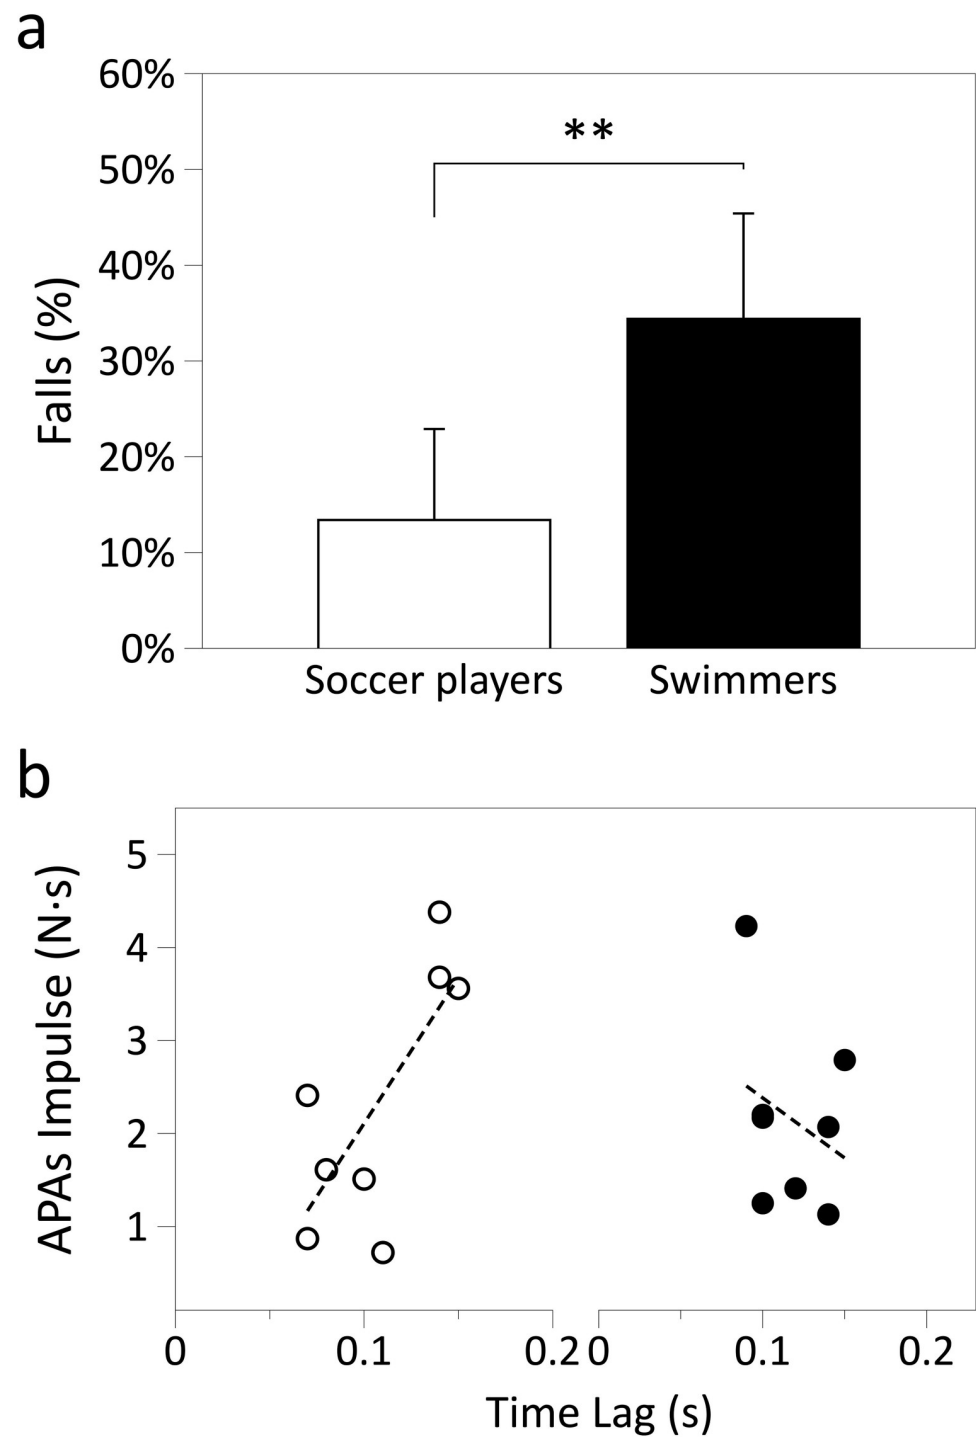 a
60%
**
50%
40%
30%
20%
10%
0%
Falls (%)
Soccer players Swimmers
b
5
4
3
2
1
APAs Impulse (N·s)
0 0.1 0.2 0 0.1 0.2
Time Lag (s)